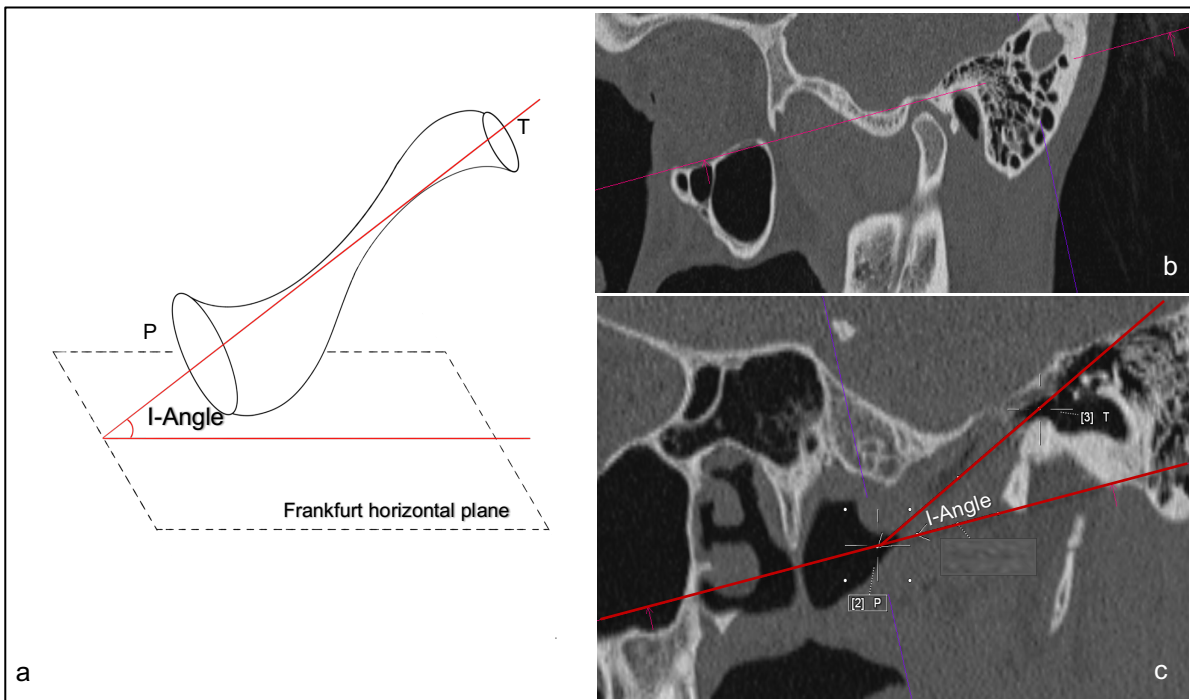 T
P
I-Angle
Frankfurt horizontal plane
a
b
[3] T
I-Angle
[2] P
c